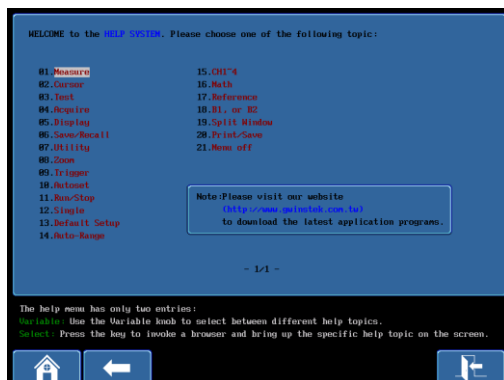 WELCOME to the HELP SYSTEM. Please choose one of the following topic:
01.Measure
02.Cursor
03.Test
04.Acquire
05.Display
06.Save/Recall
07.Utility
08.Zoom
09.Trigger
10.Autoset
11.Run/Stop
12.Single
13.Default Setup
14.Auto-Range
15.CH1~4
16.Math
17.Reference
18.B1, or B2
19.Split Window
20.Print/Save
21.Menu off
Note:Please visit our website
(http://www.gwinstek.com.tw)
to download the latest application programs.
- 1/1 -
The help menu has only two entries:
Variable: Use the Variable knob to select between different help topics.
Select: Press the key to invoke a browser and bring up the specific help topic on the screen.